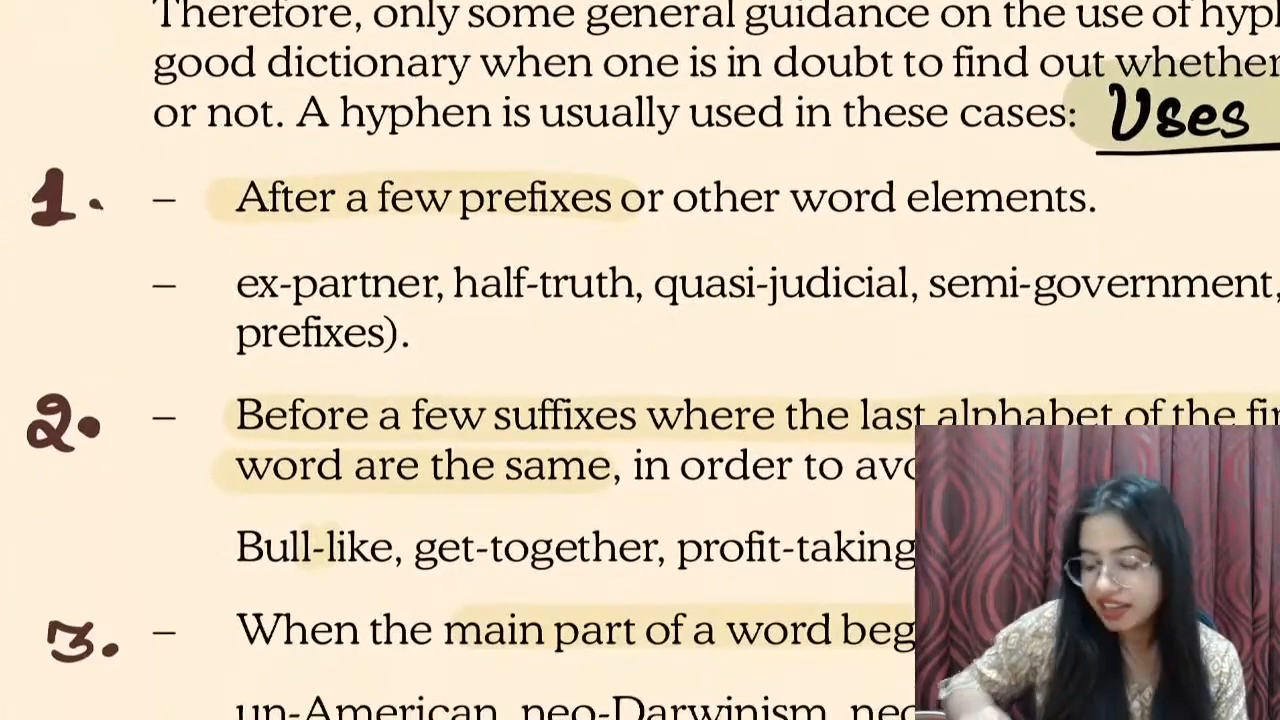 Therefore, only some general guidance on the use of hyp
good dictionary when one is in doubt to find out whether
or not. A hyphen is usually used in these cases: Uses
1. – After a few prefixes or other word elements.
– ex-partner, half-truth, quasi-judicial, semi-government,
prefixes).
2. – Before a few suffixes where the last alphabet of the fir
word are the same, in order to avo
Bull-like, get-together, profit-taking
3. – When the main part of a word beg
un-American, neo-Darwinism, neo